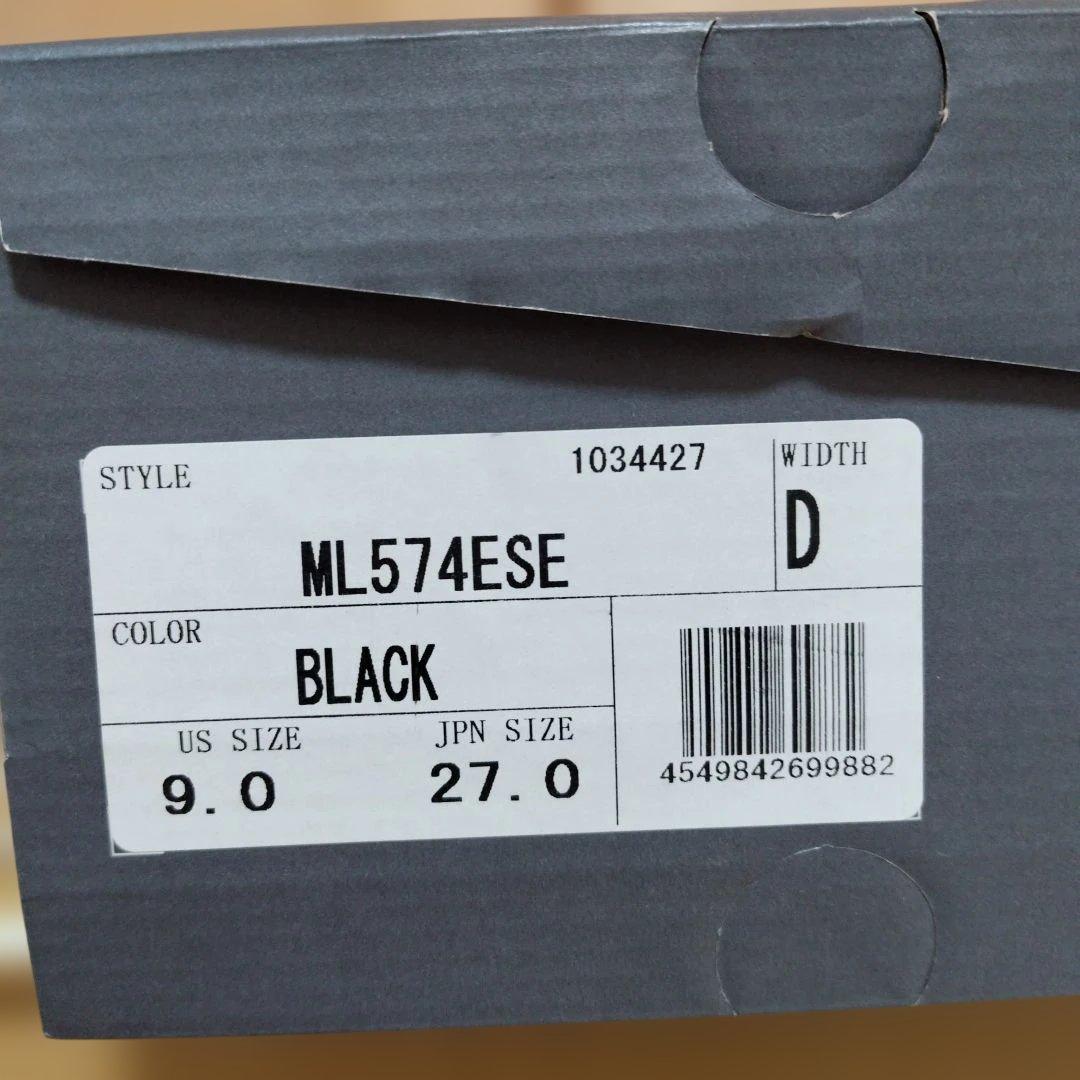 STYLE
1034427
WIDTH
ML574ESE
D
COLOR
BLACK
US SIZE
JPN SIZE
9.0
27.0
4549842699882